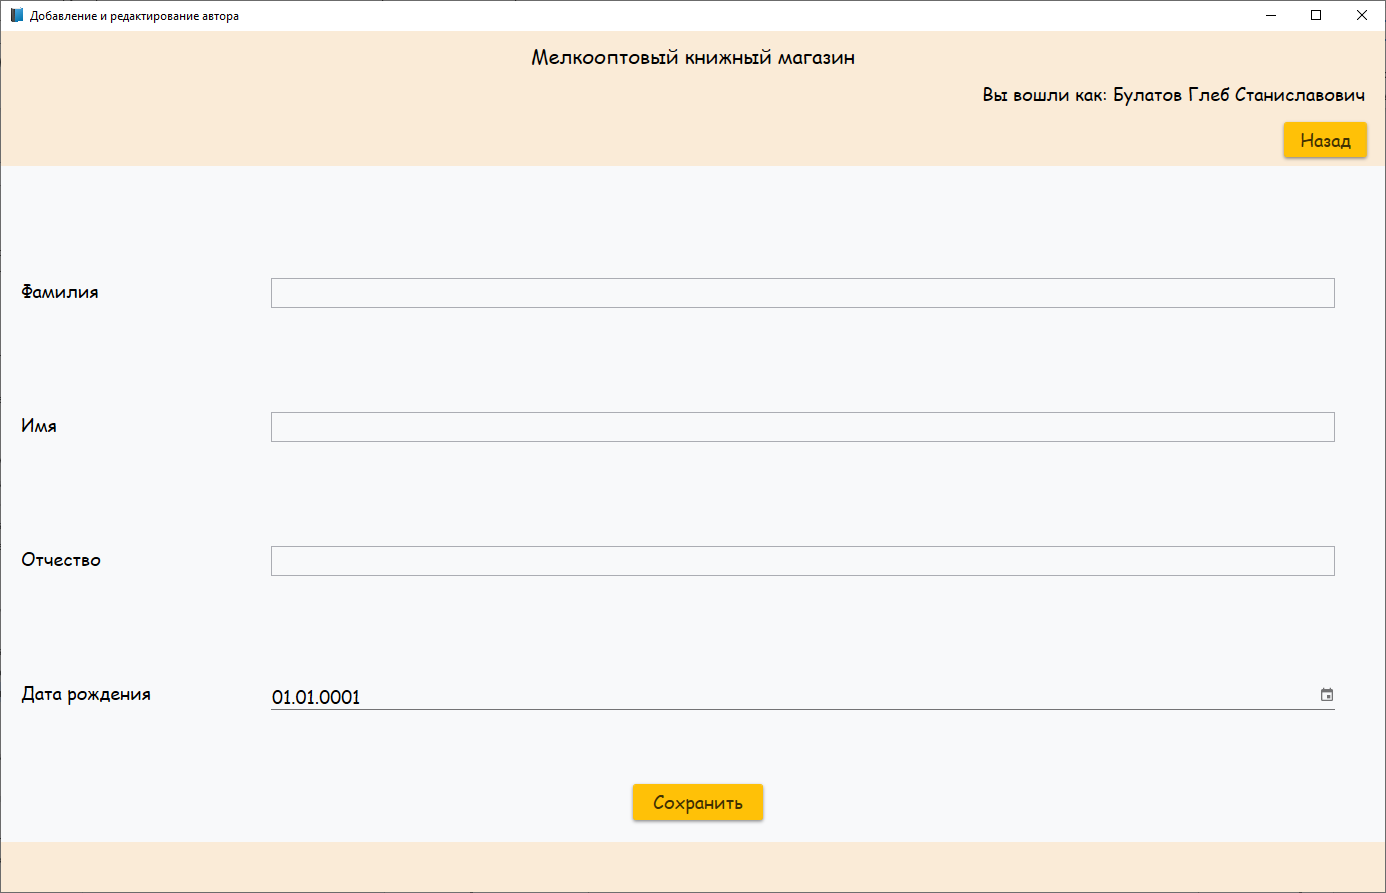 Добавление и редактирование автора
Мелкооптовый книжный магазин
Вы вошли как: Булатов Глеб Станиславович
Назад
Фамилия
Имя
Отчество
Дата рождения 01.01.0001
Сохранить